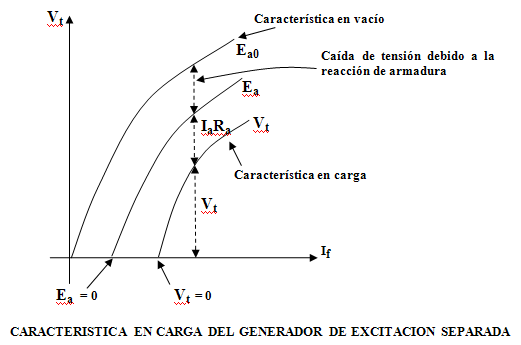 Vt
Característica en vacío
Ea0
Caída de tensión debido a la
reacción de armadura
Ea
IaRa
Vt
Característica en carga
Vt
If
Ea = 0
Vt = 0
CARACTERISTICA EN CARGA DEL GENERADOR DE EXCITACION SEPARADA